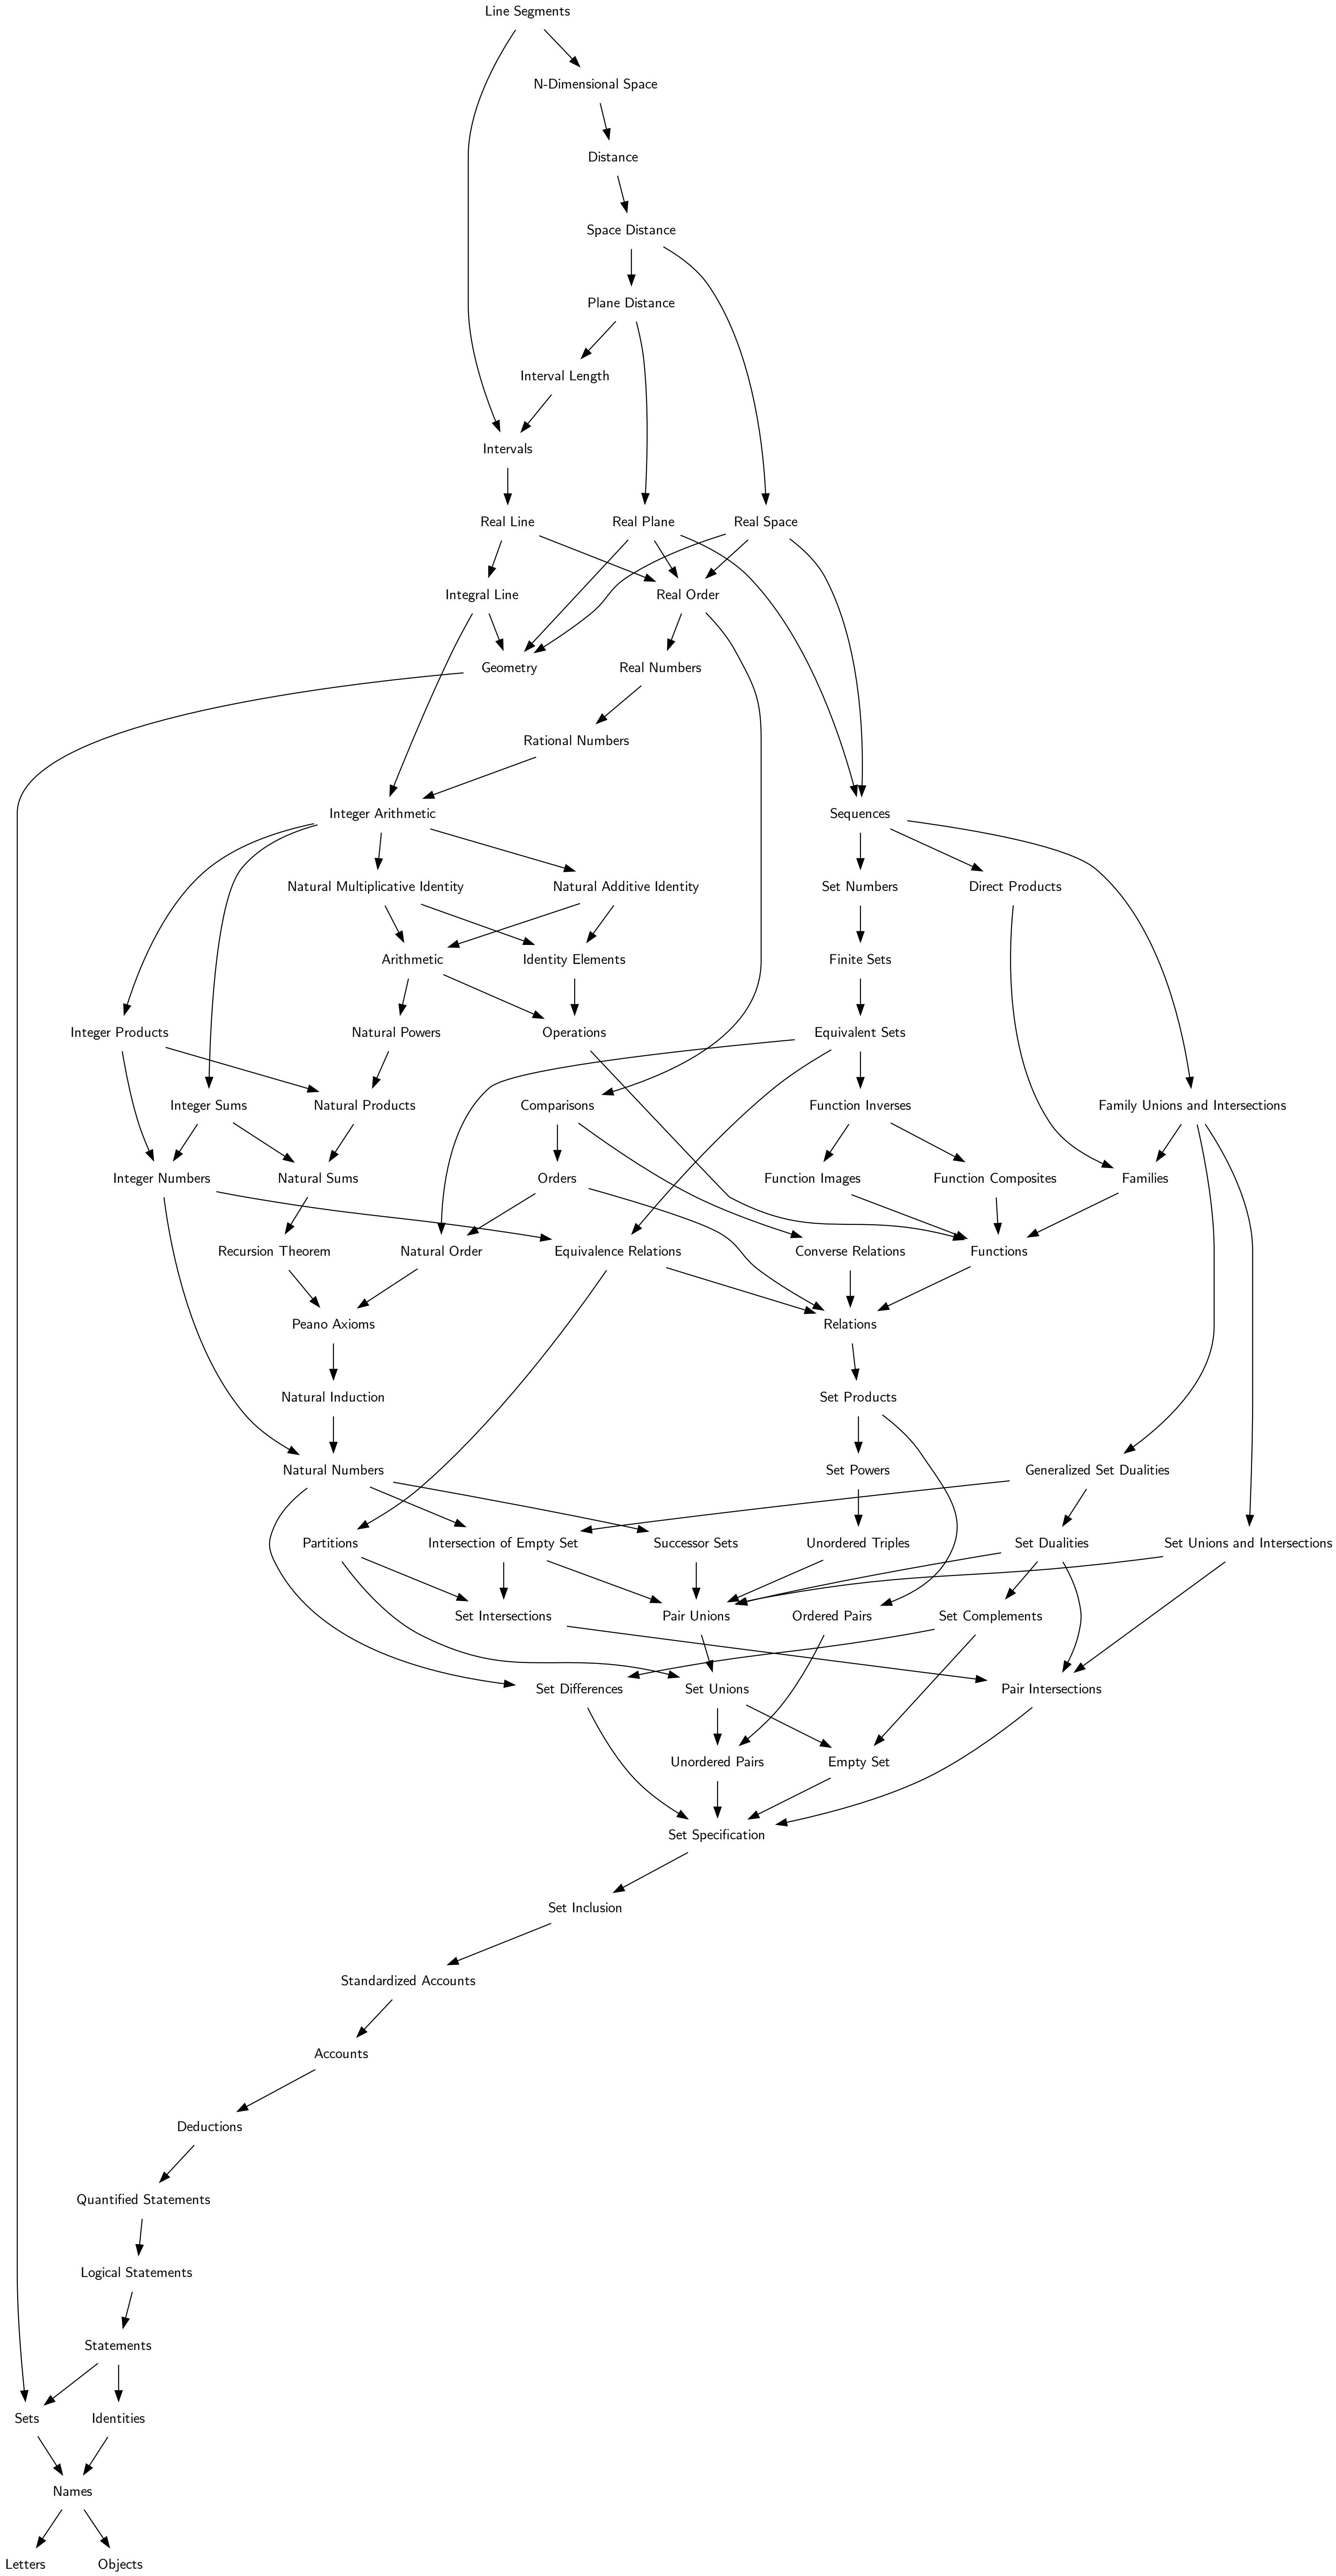 Line Segments
N-Dimensional Space
Distance
Space Distance
Plane Distance
Interval Length
Intervals
Real Line
Real Plane
Real Space
Integral Line
Real Order
Geometry
Real Numbers
Rational Numbers
Integer Arithmetic
Sequences
Natural Multiplicative Identity
Natural Additive Identity
Set Numbers
Direct Products
Arithmetic
Identity Elements
Finite Sets
Integer Products
Natural Powers
Operations
Equivalent Sets
Integer Sums
Natural Products
Comparisons
Function Inverses
Family Unions and Intersections
Integer Numbers
Natural Sums
Orders
Function Images
Function Composites
Families
Recursion Theorem
Natural Order
Equivalence Relations
Converse Relations
Functions
Peano Axioms
Relations
Natural Induction
Set Products
Natural Numbers
Set Powers
Generalized Set Dualities
Partitions
Intersection of Empty Set
Successor Sets
Unordered Triples
Set Dualities
Set Unions and Intersections
Set Intersections
Pair Unions
Ordered Pairs
Set Complements
Set Differences
Set Unions
Pair Intersections
Unordered Pairs
Empty Set
Set Specification
Set Inclusion
Standardized Accounts
Accounts
Deductions
Quantified Statements
Logical Statements
Statements
Sets
Identities
Names
Letters
Objects